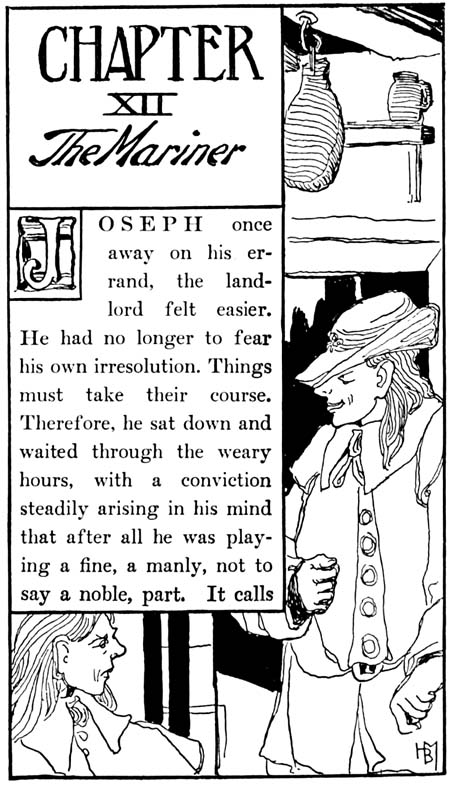 CHAPTER
XII
The Mariner
JOSEPH once
away on his er-
rand, the land-
lord felt easier.
He had no longer to fear
his own irresolution. Things
must take their course.
Therefore, he sat down and
waited through the weary
hours, with a conviction
steadily arising in his mind
that after all he was play-
ing a fine, a manly, not to
say a noble, part. It calls